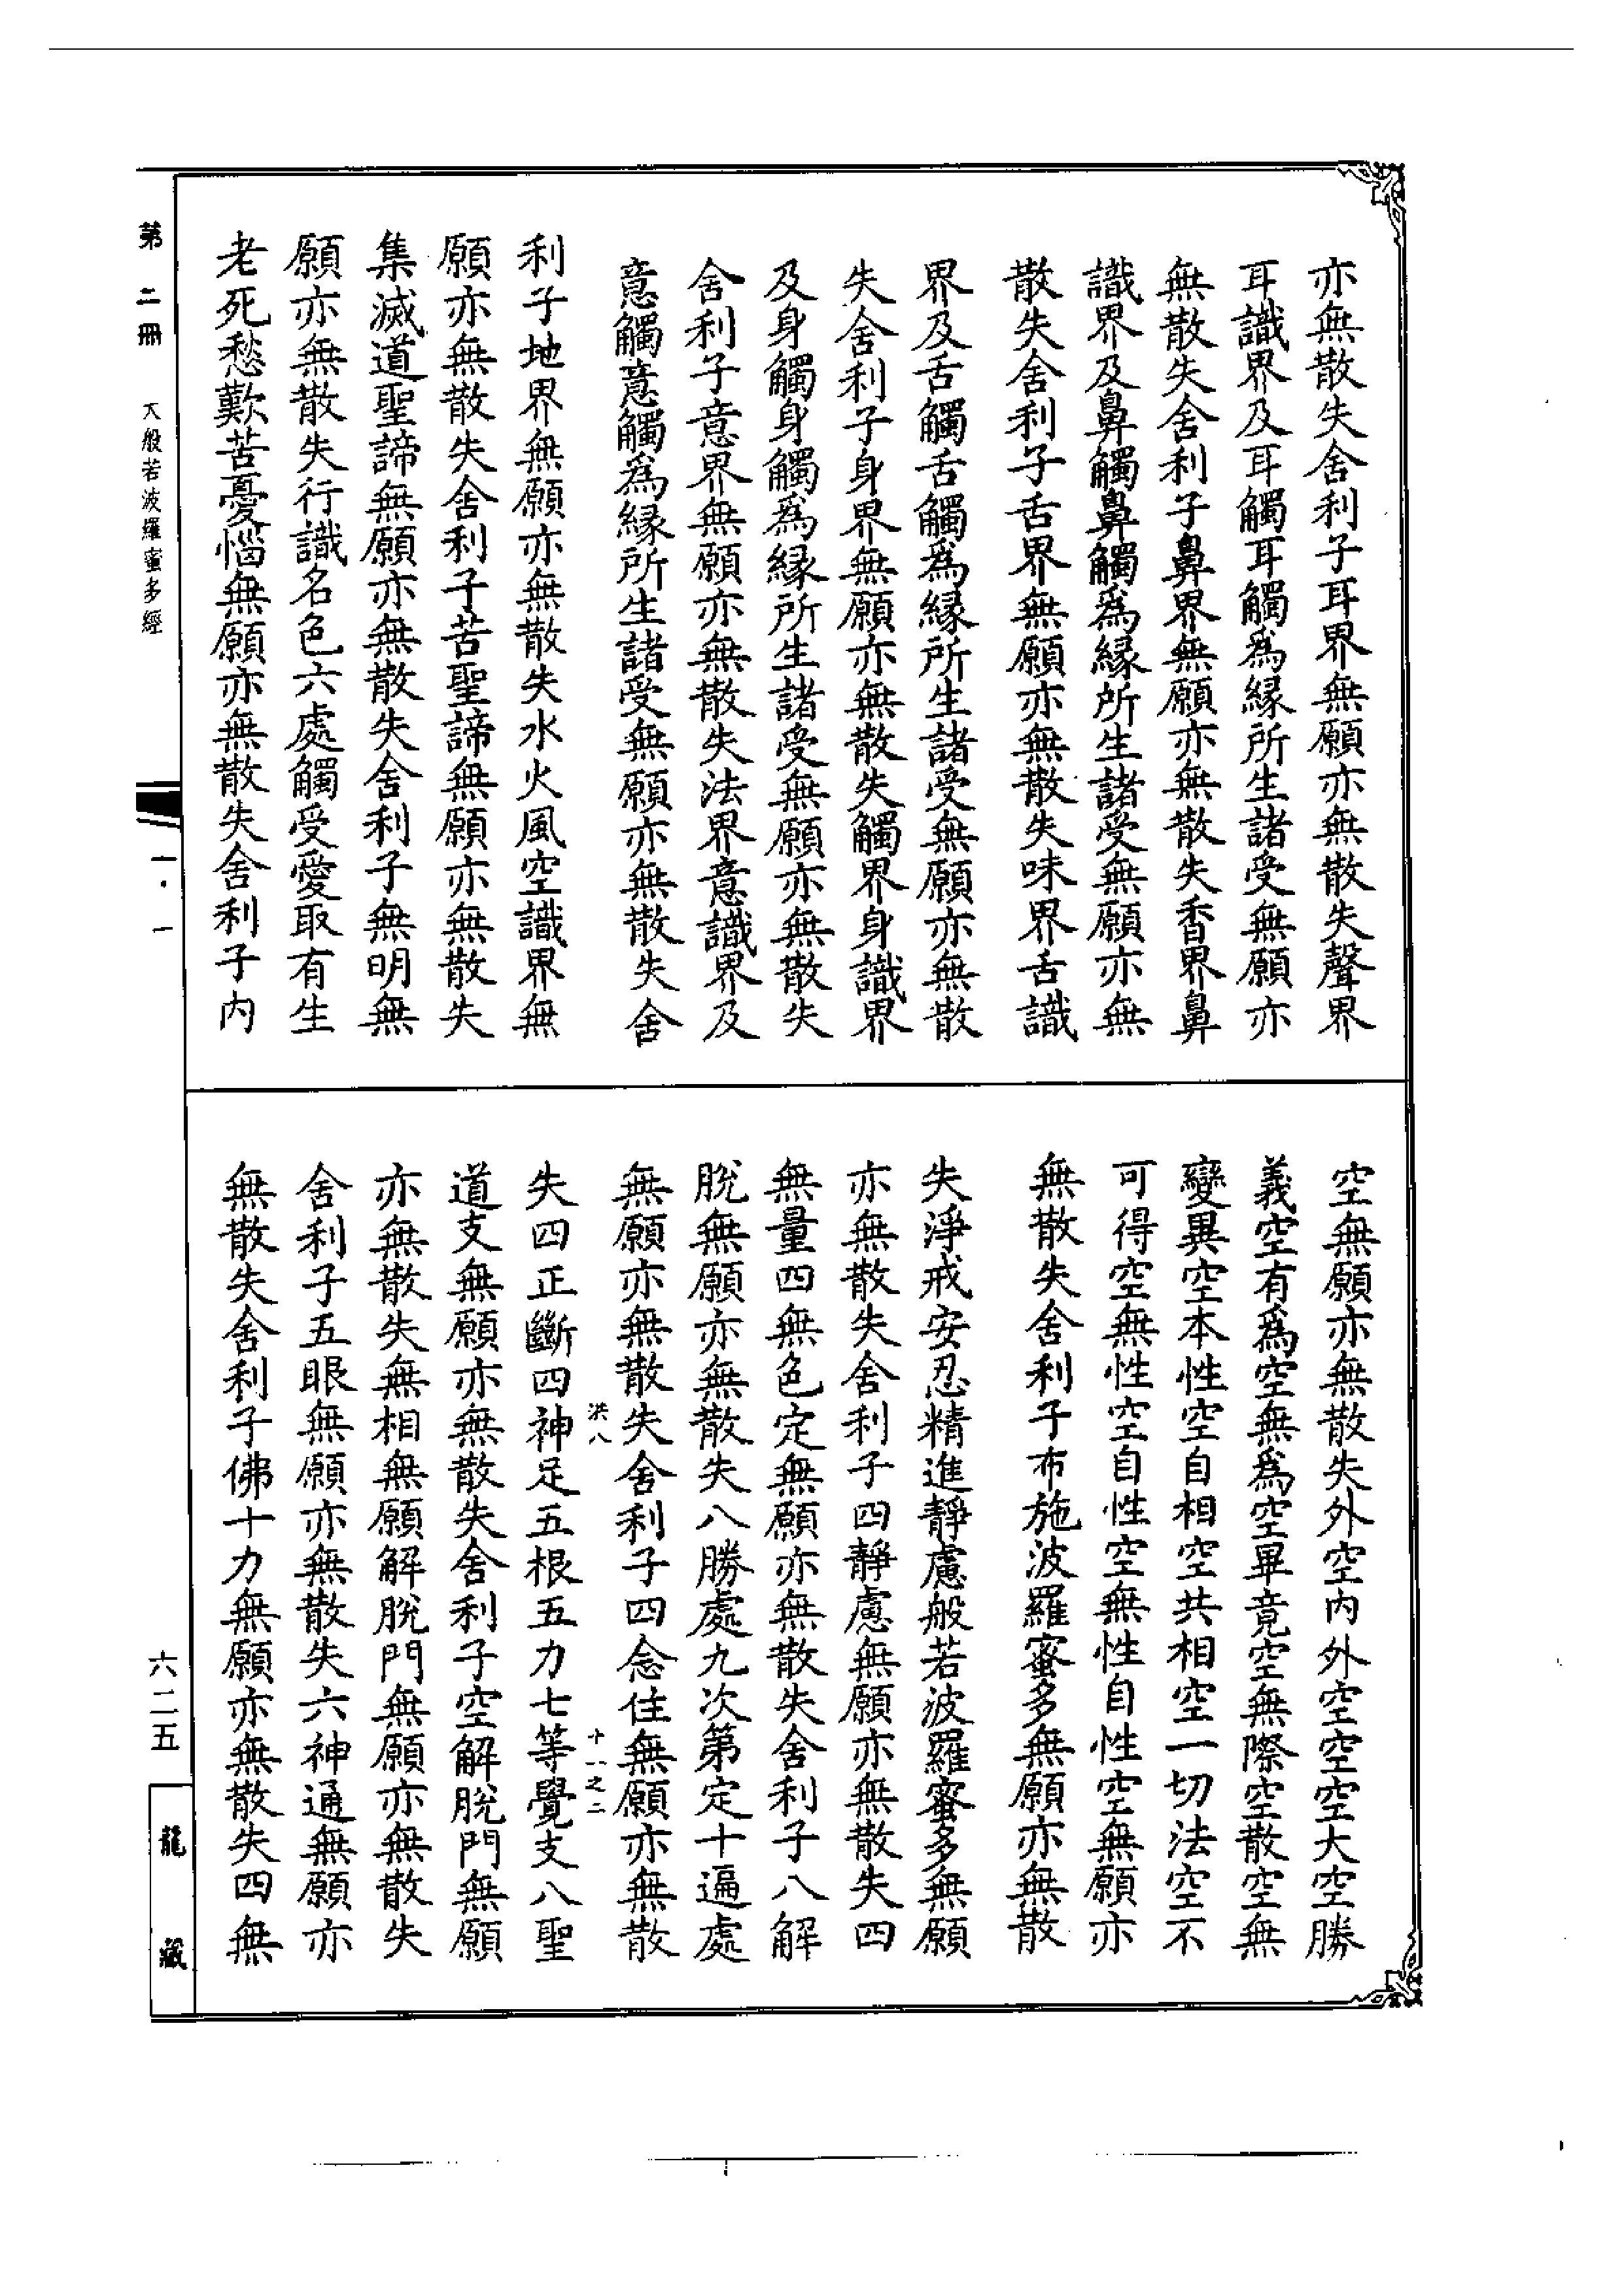 亦無散失舍利子耳界無願亦無散失聲界
耳識界及耳觸耳觸爲緣所生諸受無願亦
無散失舍利子鼻界無願亦無散失香界鼻
識界及鼻觸鼻觸爲緣所生諸受無願亦無
散失舍利子舌界無願亦無散失味界舌識
界及舌觸舌觸爲緣所生諸受無願亦無散
失舍利子身界無願亦無散失觸界身識界
及身觸身觸爲緣所生諸受無願亦無散失
舍利子意界無願亦無散失法界意識界及
意觸意觸爲緣所生諸受無願亦無散失舍
利子地界無願亦無散失水火風空識界無
願亦無散失舍利子苦聖諦無願亦無散失
集滅道聖諦無願亦無散失舍利子無明無
願亦無散失行識名色六處觸受愛取有生
老死愁歎苦憂惱無願亦無散失舍利子內
空無願亦無散失外空內外空空空大空勝
義空有爲空無爲空畢竟空無際空散空無
變異空本性空自相空共相空一切法空不
可得空無性空自性空無性自性空無願亦
無散失舍利子布施波羅蜜多無願亦無散
失淨戒安忍精進靜慮般若波羅蜜多無願
亦無散失舍利子四靜慮無願亦無散失四
無量四無色定無願亦無散失舍利子八解
脫無願亦無散失八勝處九次第定十遍處
無願亦無散失舍利子四念住無願亦無散
洪八
十一之二
失四正斷四神足五根五力七等覺支八聖
道支無願亦無散失舍利子空解脫門無願
亦無散失無相無願解脫門無願亦無散失
舍利子五眼無願亦無散失六神通無願亦
無散失舍利子佛十力無願亦無散失四無
第二冊
大般若波羅蜜多經
一·一
六二五
龍藏